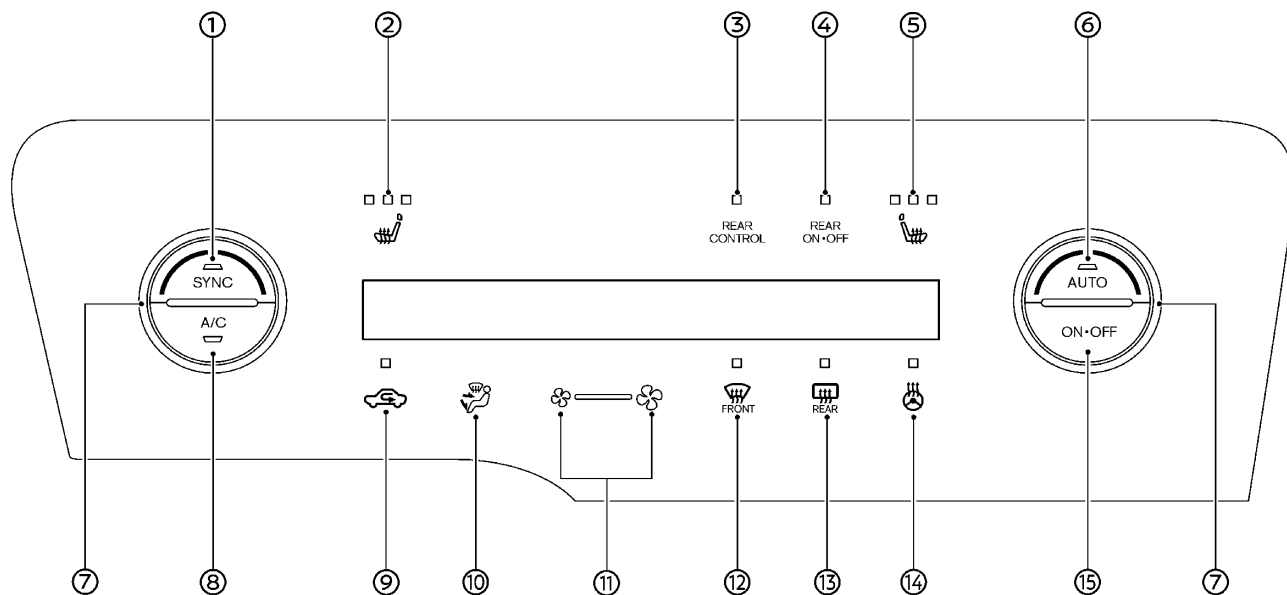 ① ② ③ ④ ⑤ ⑥
REAR CONTROL
REAR ON•OFF
SYNC
A/C
AUTO
ON•OFF
FRONT
REAR
⑦ ⑧ ⑨ ⑩ ⑪ ⑫ ⑬ ⑭ ⑮ ⑦